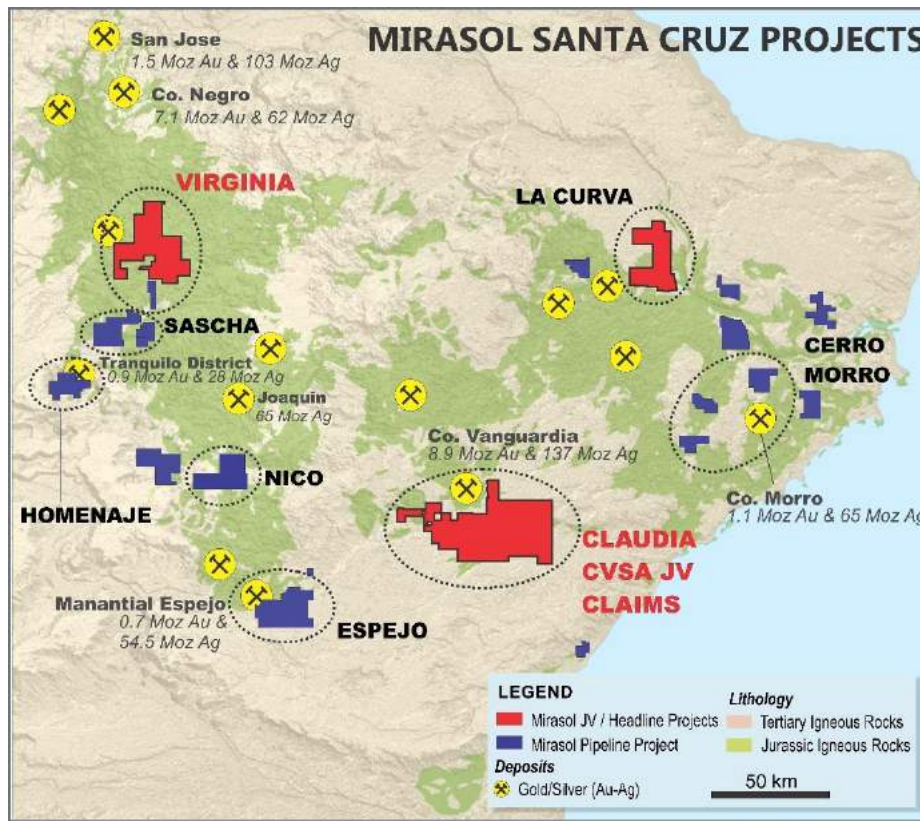 MIRASOL SANTA CRUZ PROJECTS
San Jose
1.5 Moz Au & 103 Moz Ag
Co. Negro
7.1 Moz Au & 62 Moz Ag
VIRGINIA
LA CURVA
SASCHA
Tranquilo District
0.9 Moz Au & 28 Moz Ag
Joaquin
65 Moz Ag
CERRO
MORRO
Co. Vanguardia
8.9 Moz Au & 137 Moz Ag
NICO
HOMENAJE
Co. Morro
1.1 Moz Au & 65 Moz Ag
CLAUDIA
CVSA JV
CLAIMS
Manantial Espejo
0.7 Moz Au &
54.5 Moz Ag
ESPEJO
LEGEND
Mirasol JV / Headline Projects
Mirasol Pipeline Project
Deposits
Gold/Silver (Au-Ag)
Lithology
Tertiary Igneous Rocks
Jurassic Igneous Rocks
50 km